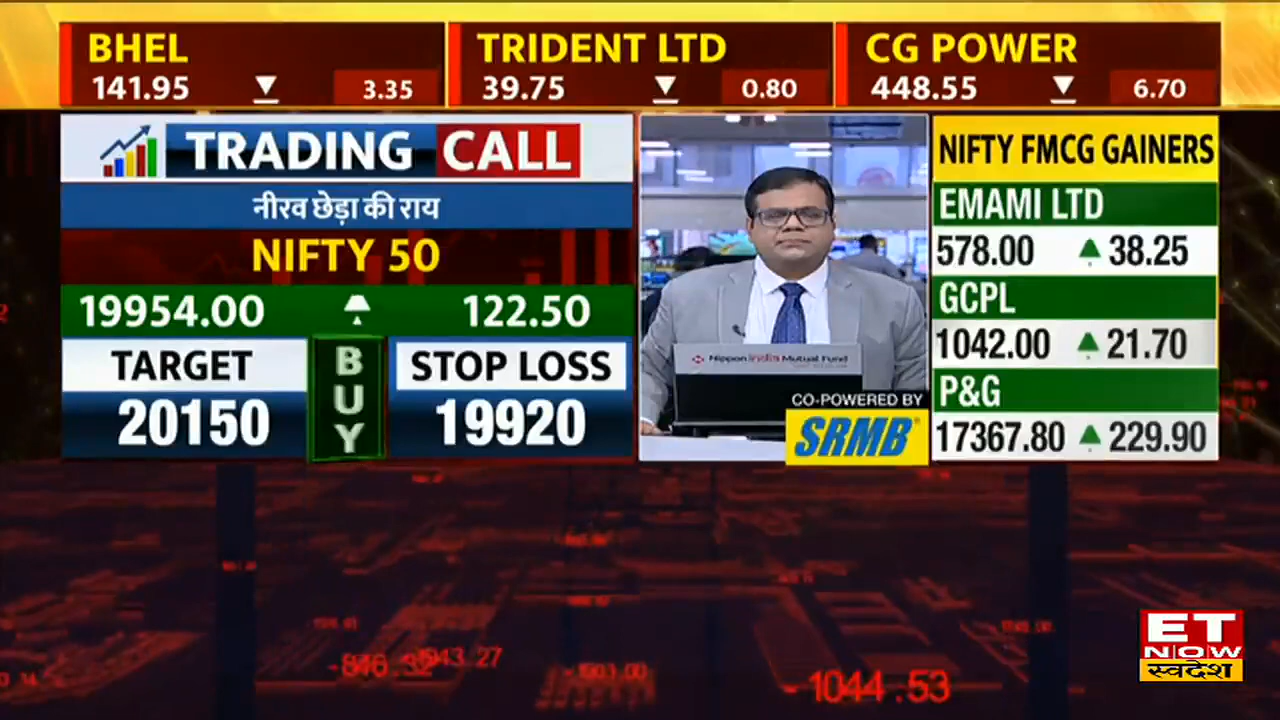 BHEL
141.95 ▼ 3.35
TRIDENT LTD
39.75 ▼ 0.80
CG POWER
448.55 ▼ 6.70
TRADING CALL
नीरव छेड़ा की राय
NIFTY 50
19954.00 ▲ 122.50
TARGET
20150
BUY
STOP LOSS
19920
Nippon india Mutual Fund
CO-POWERED BY
SRMB
NIFTY FMCG GAINERS
EMAMI LTD
578.00 ▲ 38.25
GCPL
1042.00 ▲ 21.70
P&G
17367.80 ▲ 229.90
-1044.53
ET
NOW
स्वदेश